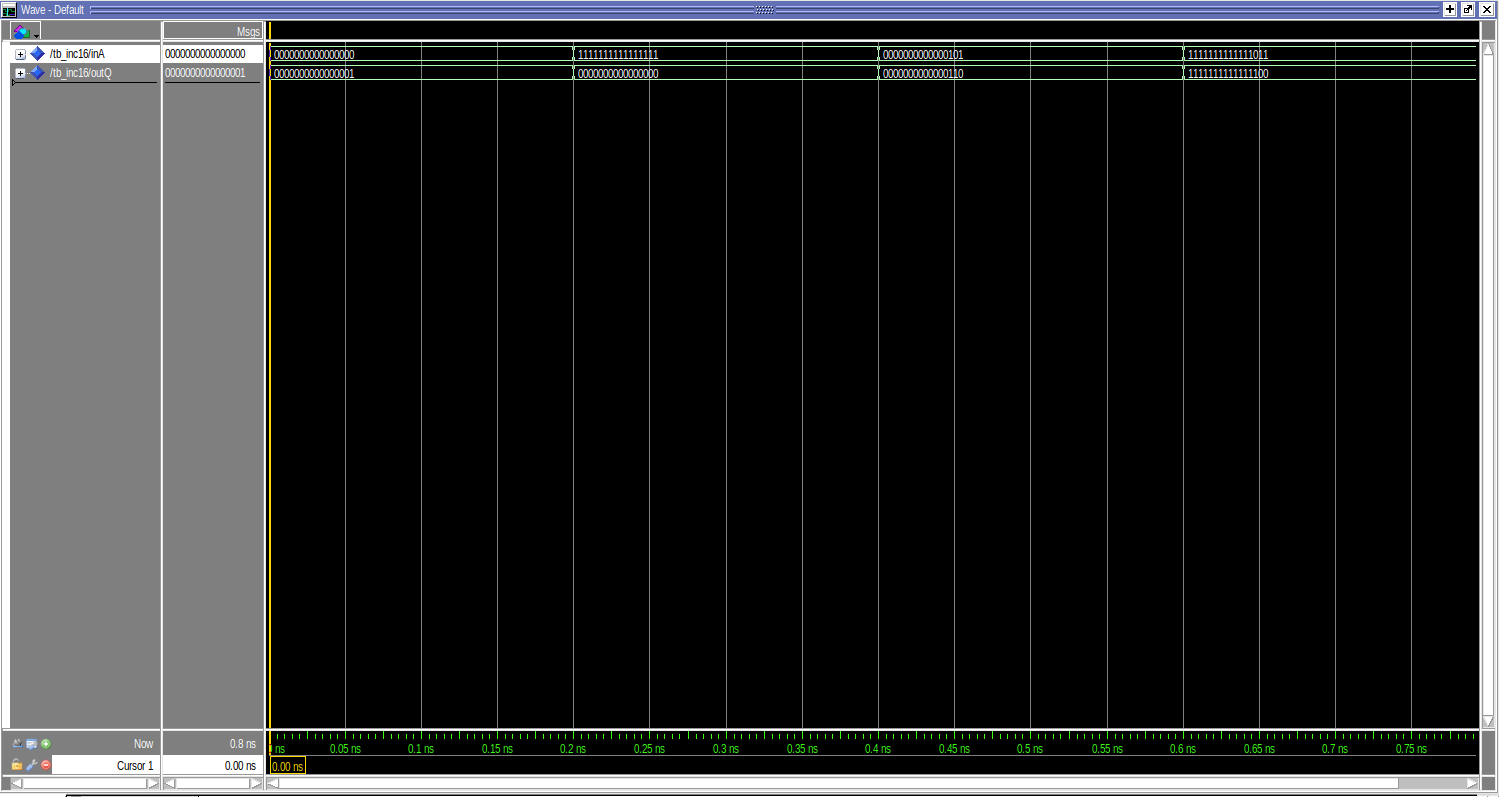 Wave - Default
Msgs
/tb_inc16/inA 0000000000000000 0000000000000000 1111111111111111 0000000000000101 1111111111111011
/tb_inc16/outQ 0000000000000001 0000000000000001 0000000000000000 0000000000000110 1111111111111100
Now 0.8 ns ns 0.05 ns 0.1 ns 0.15 ns 0.2 ns 0.25 ns 0.3 ns 0.35 ns 0.4 ns 0.45 ns 0.5 ns 0.55 ns 0.6 ns 0.65 ns 0.7 ns 0.75 ns
Cursor 1 0.00 ns 0.00 ns